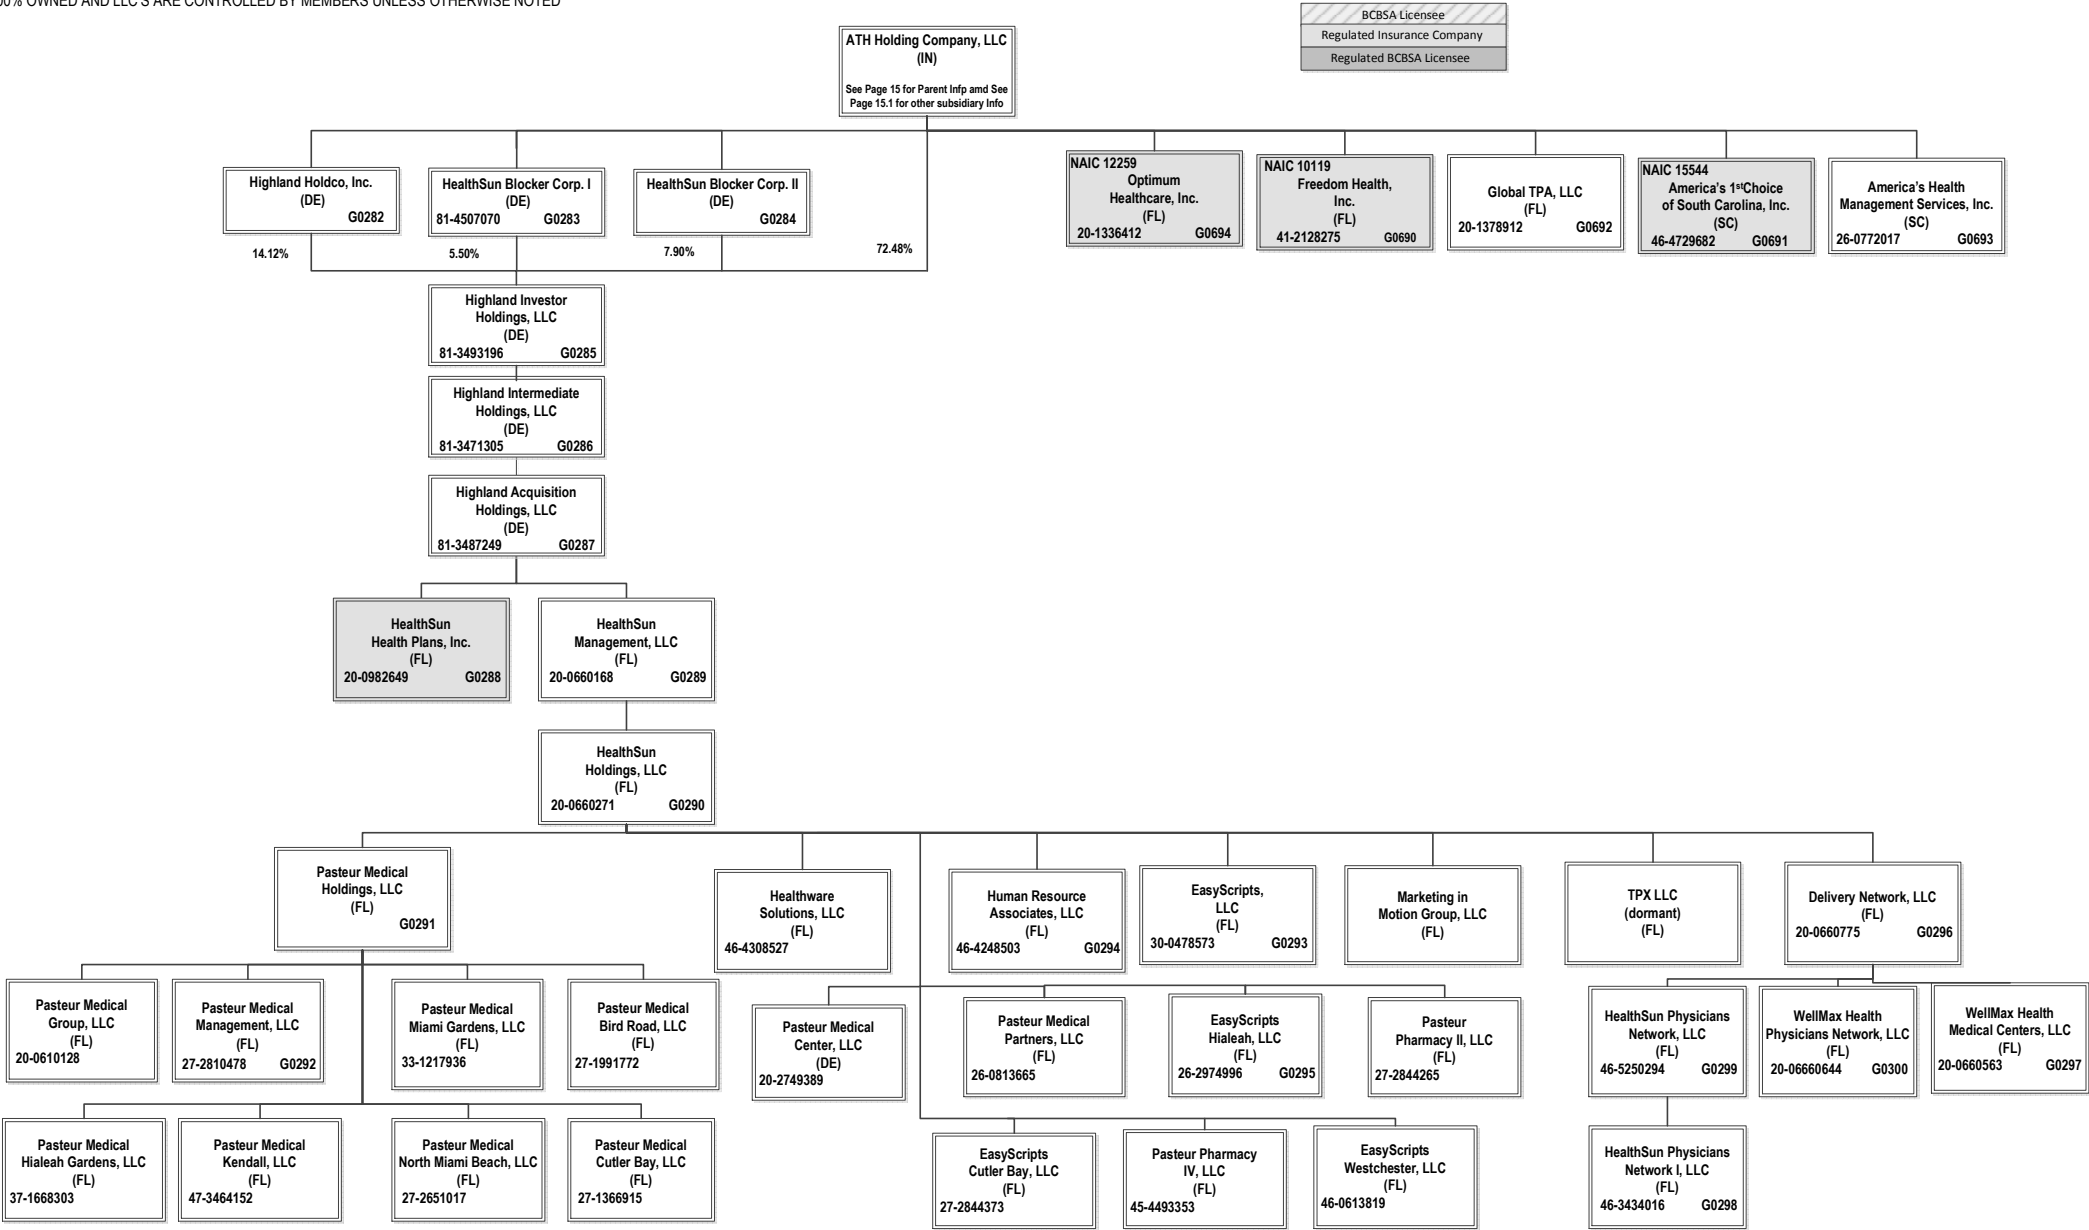 00% OWNED AND LLC'S ARE CONTROLLED BY MEMBERS UNLESS OTHERWISE NOTED
BCBSA Licensee
Regulated Insurance Company
Regulated BCBSA Licensee
ATH Holding Company, LLC
(IN)
See Page 15 for Parent Infp amd See
Page 15.1 for other subsidiary Info
Highland Holdco, Inc.
(DE)
G0282
HealthSun Blocker Corp. I
(DE)
81-4507070 G0283
HealthSun Blocker Corp. II
(DE)
G0284
NAIC 12259
Optimum
Healthcare, Inc.
(FL)
20-1336412 G0694
NAIC 10119
Freedom Health,
Inc.
(FL)
41-2128275 G0690
Global TPA, LLC
(FL)
20-1378912 G0692
NAIC 15544
America's 1stChoice
of South Carolina, Inc.
(SC)
46-4729682 G0691
America's Health
Management Services, Inc.
(SC)
26-0772017 G0693
14.12%
5.50%
7.90%
72.48%
Highland Investor
Holdings, LLC
(DE)
81-3493196 G0285
Highland Intermediate
Holdings, LLC
(DE)
81-3471305 G0286
Highland Acquisition
Holdings, LLC
(DE)
81-3487249 G0287
HealthSun
Health Plans, Inc.
(FL)
20-0982649 G0288
HealthSun
Management, LLC
(FL)
20-0660168 G0289
HealthSun
Holdings, LLC
(FL)
20-0660271 G0290
Pasteur Medical
Holdings, LLC
(FL)
G0291
Healthware
Solutions, LLC
(FL)
46-4308527
Human Resource
Associates, LLC
(FL)
46-4248503 G0294
EasyScripts,
LLC
(FL)
30-0478573 G0293
Marketing in
Motion Group, LLC
(FL)
TPX LLC
(dormant)
(FL)
Delivery Network, LLC
(FL)
20-0660775 G0296
Pasteur Medical
Group, LLC
(FL)
20-0610128
Pasteur Medical
Management, LLC
(FL)
27-2810478 G0292
Pasteur Medical
Miami Gardens, LLC
(FL)
33-1217936
Pasteur Medical
Bird Road, LLC
(FL)
27-1991772
Pasteur Medical
Center, LLC
(DE)
20-2749389
Pasteur Medical
Partners, LLC
(FL)
26-0813665
EasyScripts
Hialeah, LLC
(FL)
26-2974996 G0295
Pasteur
Pharmacy II, LLC
(FL)
27-2844265
HealthSun Physicians
Network, LLC
(FL)
46-5250294 G0299
WellMax Health
Physicians Network, LLC
(FL)
20-06660644 G0300
WellMax Health
Medical Centers, LLC
(FL)
20-0660563 G0297
Pasteur Medical
Hialeah Gardens, LLC
(FL)
37-1668303
Pasteur Medical
Kendall, LLC
(FL)
47-3464152
Pasteur Medical
North Miami Beach, LLC
(FL)
27-2651017
Pasteur Medical
Cutler Bay, LLC
(FL)
27-1366915
EasyScripts
Cutler Bay, LLC
(FL)
27-2844373
Pasteur Pharmacy
IV, LLC
(FL)
45-4493353
EasyScripts
Westchester, LLC
(FL)
46-0613819
HealthSun Physicians
Network I, LLC
(FL)
46-3434016 G0298